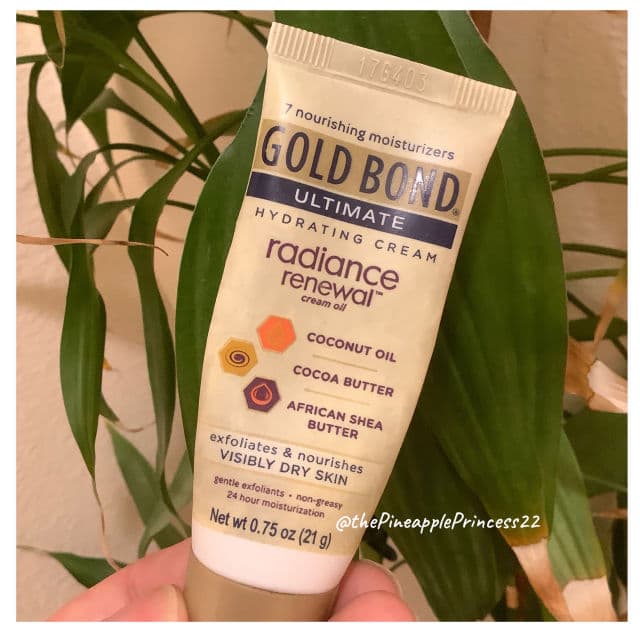 17G403
7 nourishing moisturizers
GOLD BOND®
ULTIMATE
HYDRATING CREAM
radiance
renewal™
cream oil
COCONUT OIL
COCOA BUTTER
AFRICAN SHEA
BUTTER
exfoliates & nourishes
VISIBLY DRY SKIN
gentle exfoliants • non-greasy
24 hour moisturization
Net wt 0.75 oz (21 g)
@thePineapplePrincess22